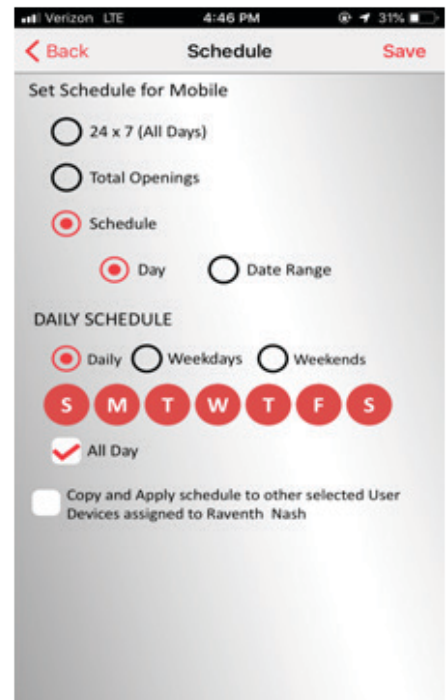 Verizon LTE 4:46 PM 31%
Back Schedule Save
Set Schedule for Mobile
24 x 7 (All Days)
Total Openings
Schedule
Day Date Range
DAILY SCHEDULE
Daily Weekdays Weekends
S M T W T F S
All Day
Copy and Apply schedule to other selected User
Devices assigned to Raventh Nash